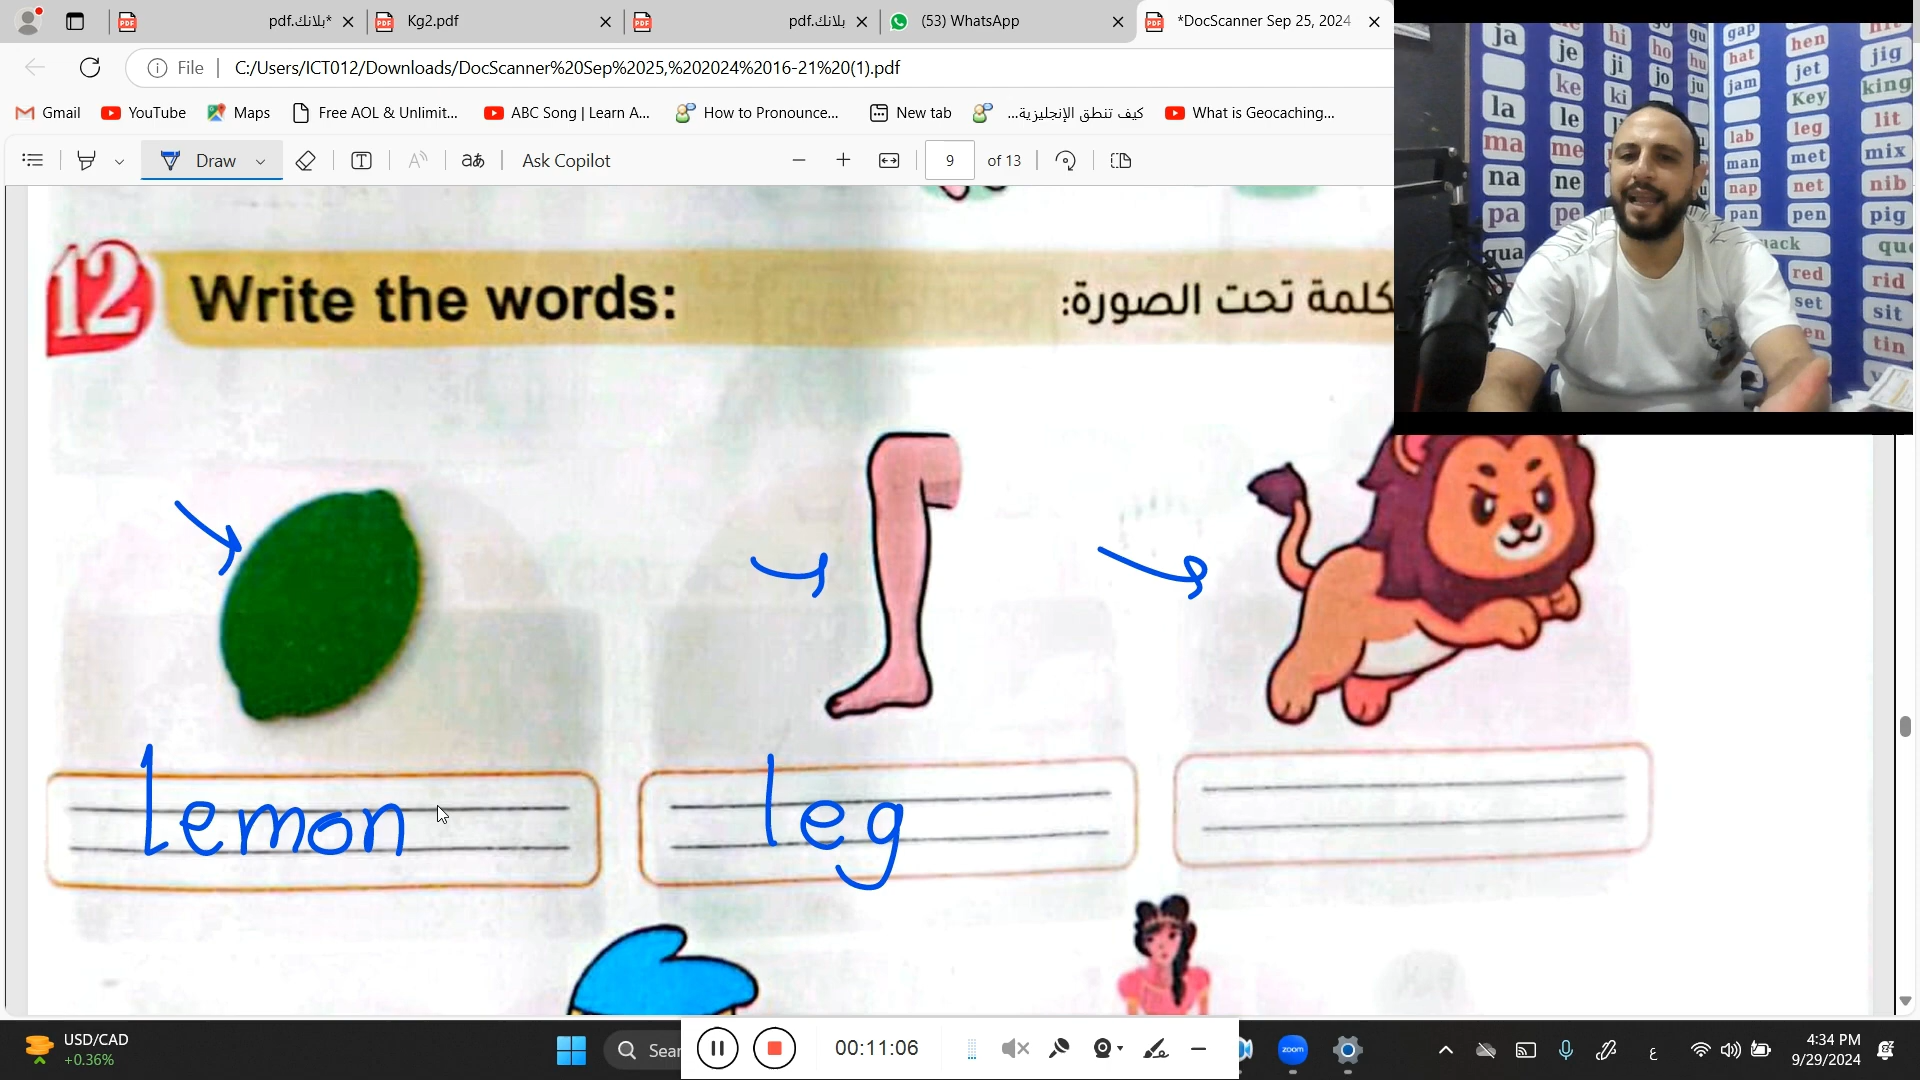 بلانك.pdf*
Kg2.pdf
بلانك.pdf
(53) WhatsApp
*DocScanner Sep 25, 2024
File
C:/Users/ICT012/Downloads/DocScanner%20Sep%2025,%202024%2016-21%20(1).pdf
Gmail
YouTube
Maps
Free AOL & Unlimit...
ABC Song | Learn A...
How to Pronounce...
New tab
كيف تنطق الإنجليزية...
What is Geocaching...
Draw
Ask Copilot
9 of 13
12 Write the words:
كلمة تحت الصورة:
lemon
leg
ja je hi ho hu gap hen jig
ji jo ju hat jet king
ke ki jam Key
la le lab leg lit
ma me man met mix
na ne nap net nib
pa pe pan pen pig
gua
red rid
set sit
tin
USD/CAD
+0.36%
00:11:06
zoom
ع
4:34 PM
9/29/2024